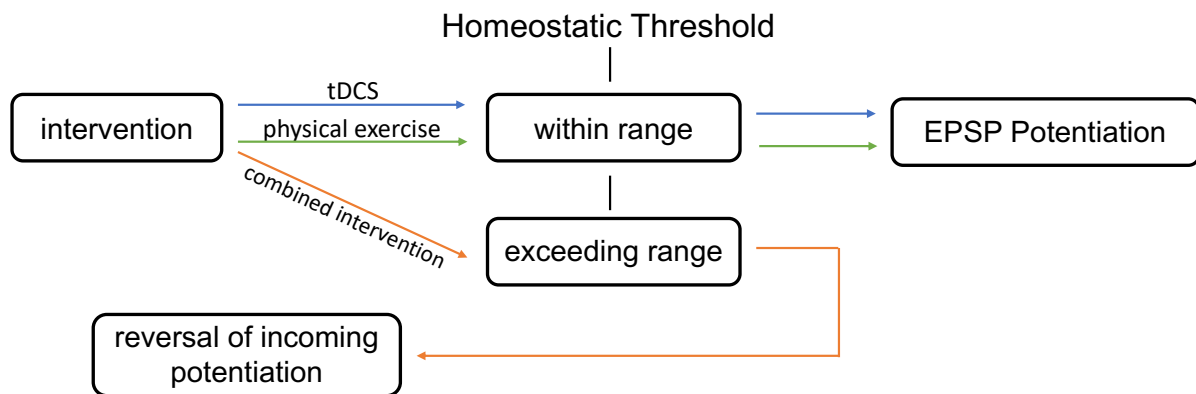 Homeostatic Threshold
intervention
tDCS
physical exercise
combined intervention
within range
EPSP Potentiation
exceeding range
reversal of incoming
potentiation